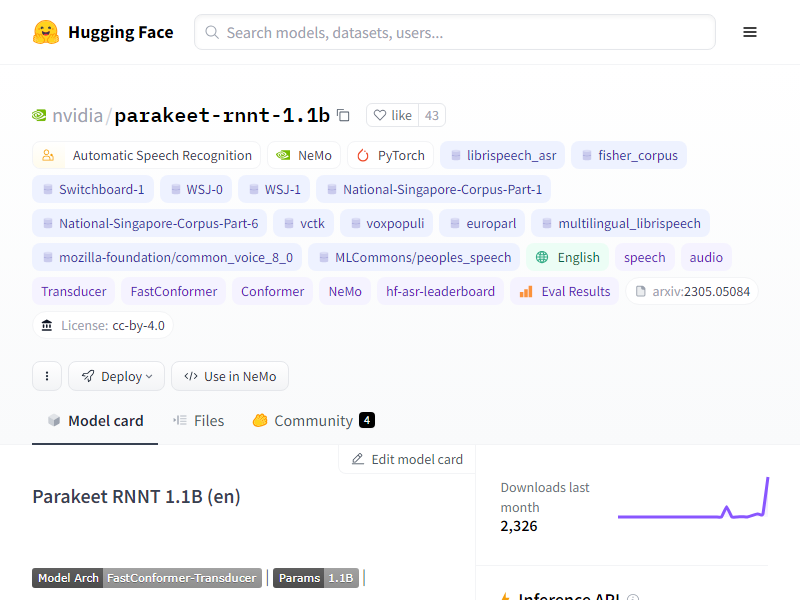 Hugging Face
Search models, datasets, users...
nvidia/parakeet-rnnt-1.1b like 43
Automatic Speech Recognition NeMo PyTorch librispeech_asr fisher_corpus
Switchboard-1 WSJ-0 WSJ-1 National-Singapore-Corpus-Part-1
National-Singapore-Corpus-Part-6 vctk voxpopuli europarl multilingual_librispeech
mozilla-foundation/common_voice_8_0 MLCommons/peoples_speech English speech audio
Transducer FastConformer Conformer NeMo hf-asr-leaderboard Eval Results arxiv:2305.05084
License: cc-by-4.0
Deploy </> Use in NeMo
Model card Files Community 4
Edit model card
Parakeet RNNT 1.1B (en)
Model Arch FastConformer-Transducer | Params 1.1B |
Downloads last
month
2,326
Inference API